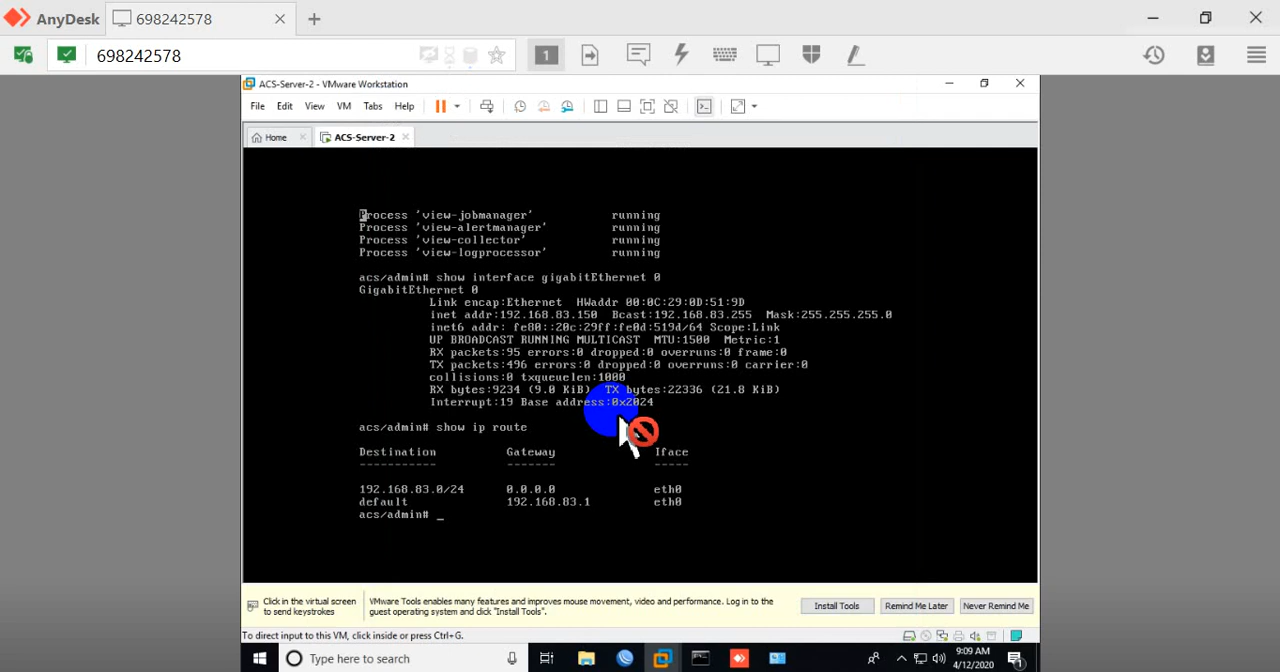 AnyDesk 698242578
698242578
1
ACS-Server-2 - VMware Workstation
File Edit View VM Tabs Help
Home ACS-Server-2
Process 'view-jobmanager' running
Process 'view-alertmanager' running
Process 'view-collector' running
Process 'view-logprocessor' running
acs/admin# show interface gigabitEthernet 0
GigabitEthernet 0
Link encap:Ethernet HWaddr 00:0C:29:0D:51:9D
inet addr:192.168.83.150 Bcast:192.168.83.255 Mask:255.255.255.0
inet6 addr: fe80::20c:29ff:fe0d:519d/64 Scope:Link
UP BROADCAST RUNNING MULTICAST MTU:1500 Metric:1
RX packets:95 errors:0 dropped:0 overruns:0 frame:0
TX packets:496 errors:0 dropped:0 overruns:0 carrier:0
collisions:0 txqueuelen:1000
RX bytes:9234 (9.0 KiB) TX bytes:22336 (21.8 KiB)
Interrupt:19 Base address:0x2024
acs/admin# show ip route
Destination Gateway Iface
----------- ------- -----
192.168.83.0/24 0.0.0.0 eth0
default 192.168.83.1 eth0
acs/admin# _
Click in the virtual screen
to send keystrokes
VMware Tools enables many features and improves mouse movement, video and performance. Log in to the
guest operating system and click "Install Tools".
Install Tools Remind Me Later Never Remind Me
To direct input to this VM, click inside or press Ctrl+G.
Type here to search
9:09 AM
4/12/2020
1